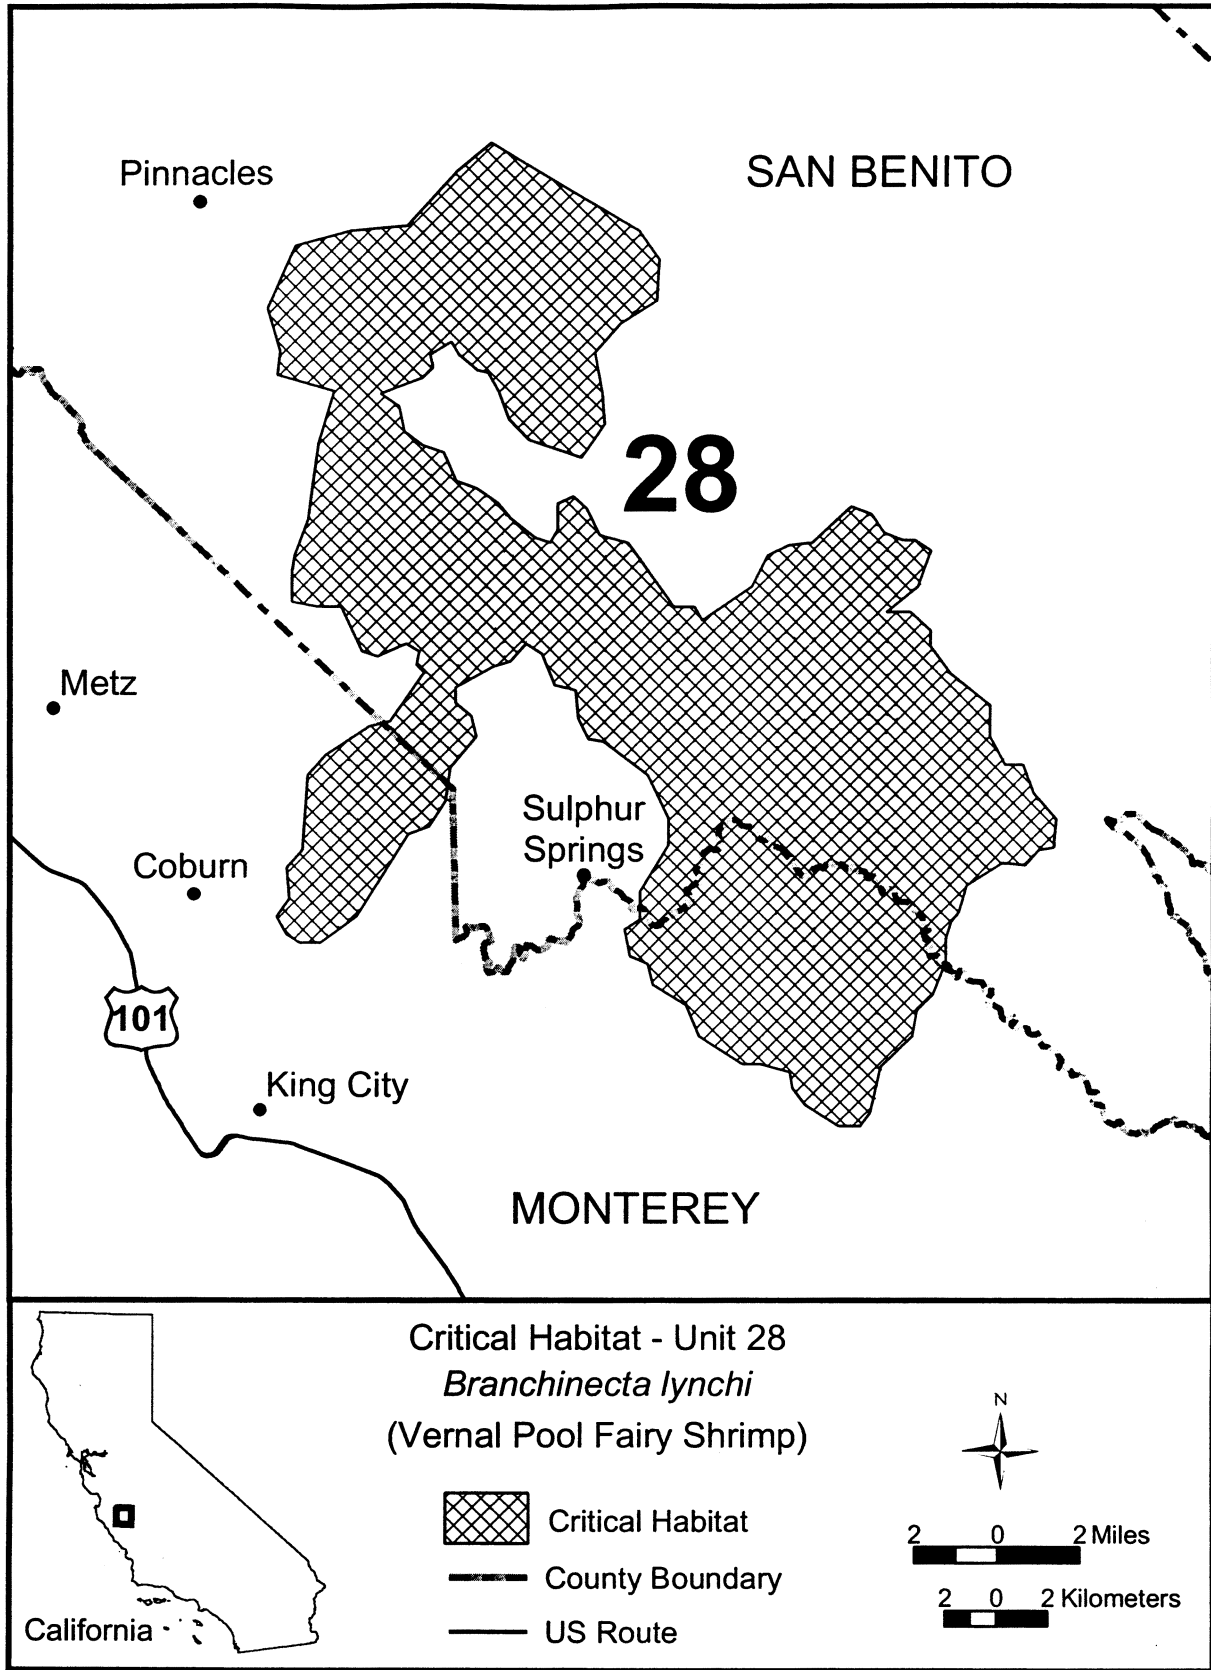 Pinnacles
SAN BENITO
28
Metz
Sulphur
Springs
Coburn
101
King City
MONTEREY
Critical Habitat - Unit 28
Branchinecta lynchi
(Vernal Pool Fairy Shrimp)
N
Critical Habitat
2 0 2 Miles
County Boundary
2 0 2 Kilometers
California
US Route